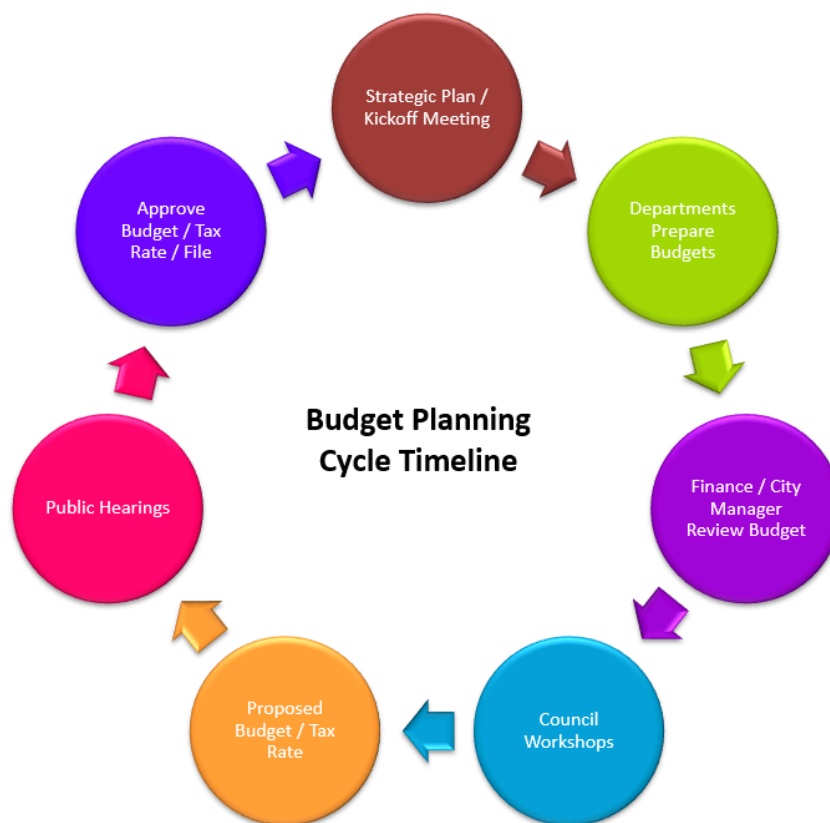 Strategic Plan /
Kickoff Meeting
Departments
Prepare
Budgets
Finance / City
Manager
Review Budget
Council
Workshops
Proposed
Budget / Tax
Rate
Public Hearings
Approve
Budget / Tax
Rate / File
Budget Planning
Cycle Timeline